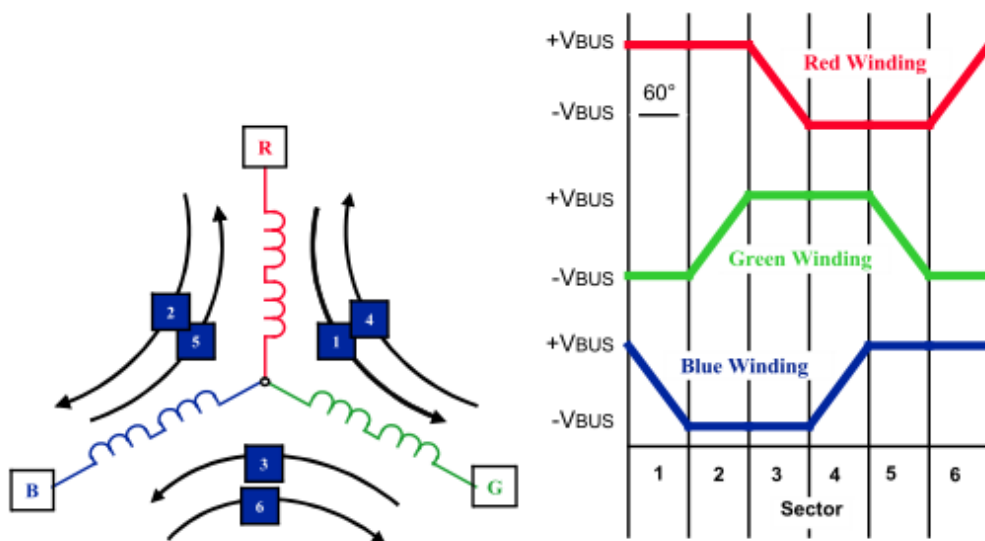 R
2
5
1
4
B
3
6
G
+VBUS
Red Winding
60°
-VBUS
+VBUS
Green Winding
-VBUS
+VBUS
Blue Winding
-VBUS
1 2 3 4 5 6
Sector